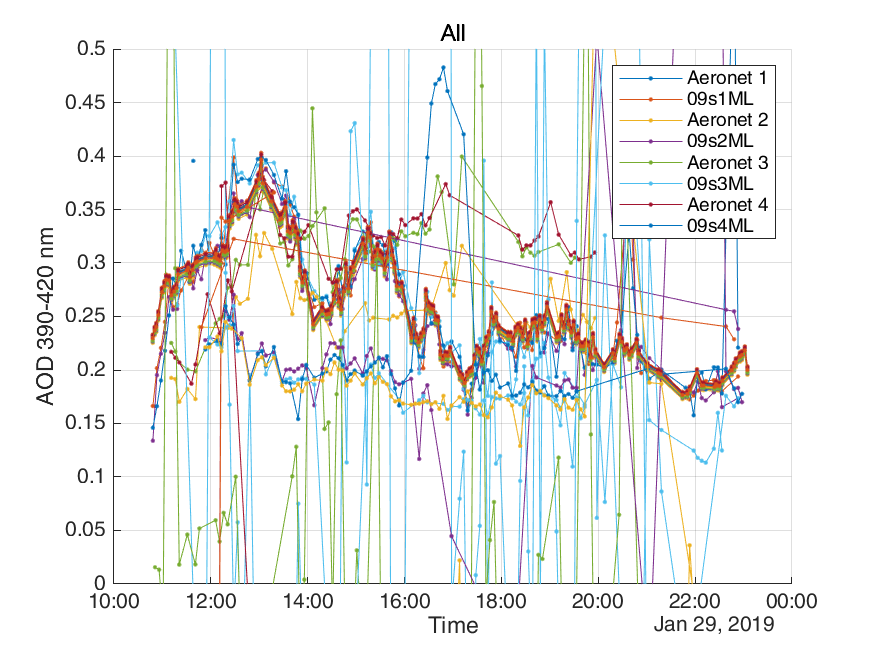 All
0.5
0.45
0.4
0.35
0.3
0.25
0.2
0.15
0.1
0.05
0
AOD 390-420 nm
Aeronet 1
09s1ML
Aeronet 2
09s2ML
Aeronet 3
09s3ML
Aeronet 4
09s4ML
10:00 12:00 14:00 16:00 18:00 20:00 22:00 00:00
Time
Jan 29, 2019